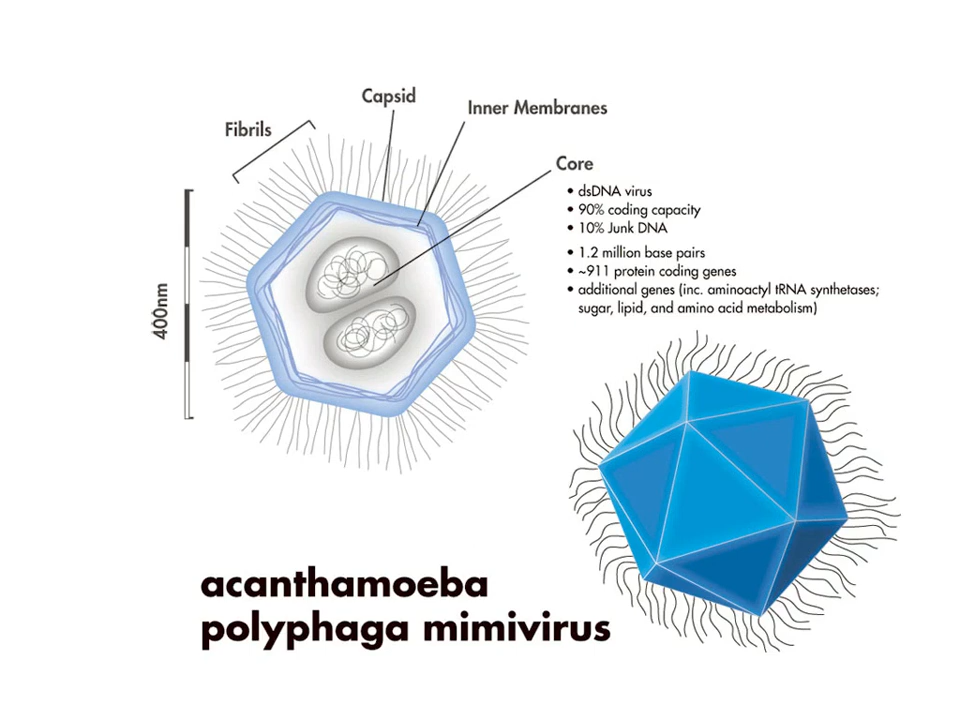 Capsid
Inner Membranes
Fibrils
Core
• dsDNA virus
• 90% coding capacity
• 10% Junk DNA
• 1.2 million base pairs
• ~911 protein coding genes
• additional genes (inc. aminoactyl tRNA synthetases;
sugar, lipid, and amino acid metabolism)
400nm
acanthamoeba
polyphaga mimivirus